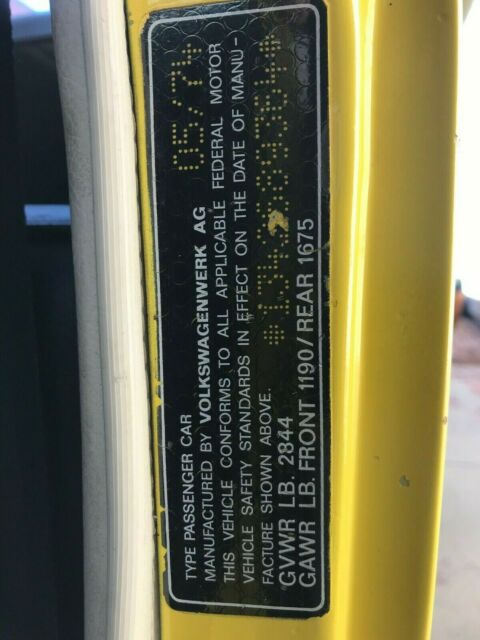 TYPE PASSENGER CAR 05/74
MANUFACTURED BY VOLKSWAGENWERK AG
THIS VEHICLE CONFORMS TO ALL APPLICABLE FEDERAL MOTOR
VEHICLE SAFETY STANDARDS IN EFFECT ON THE DATE OF MANU-
FACTURE SHOWN ABOVE.
GVWR LB. 2844
GAWR LB. FRONT 1190/REAR 1675